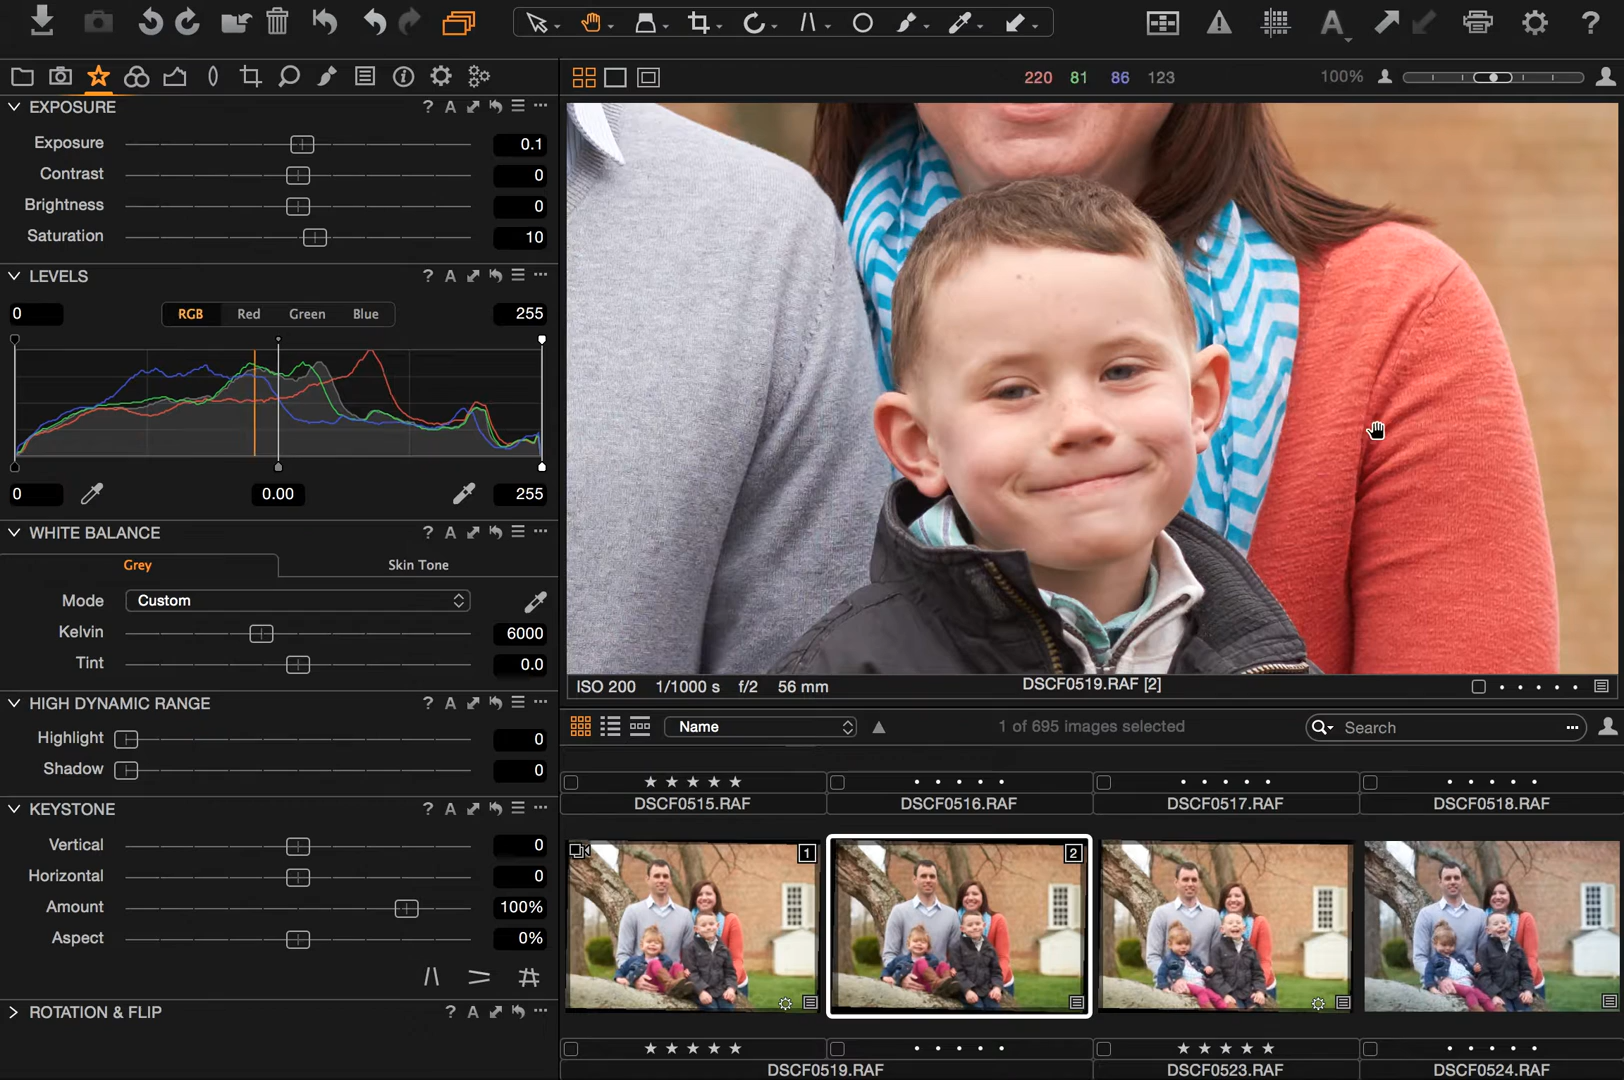 220 81 86 123
100%
EXPOSURE ? A
Exposure 0.1
Contrast 0
Brightness 0
Saturation 10
LEVELS ? A
0 RGB Red Green Blue 255
0 0.00 255
WHITE BALANCE ? A
Grey Skin Tone
Mode Custom
Kelvin 6000
Tint 0.0
HIGH DYNAMIC RANGE ? A
Highlight 0
Shadow 0
KEYSTONE ? A
Vertical 0
Horizontal 0
Amount 100%
Aspect 0%
ROTATION & FLIP ? A
ISO 200 1/1000 s f/2 56 mm DSCF0519.RAF [2]
Name 1 of 695 images selected Search
DSCF0515.RAF DSCF0516.RAF DSCF0517.RAF DSCF0518.RAF
1 2
DSCF0519.RAF DSCF0523.RAF DSCF0524.RAF